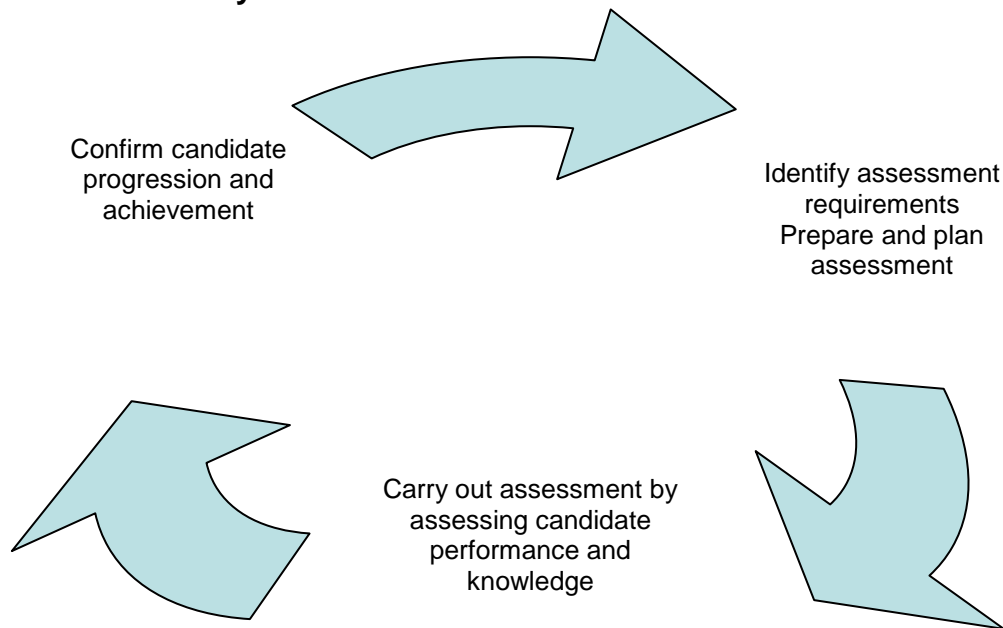 Confirm candidate
progression and
achievement
Identify assessment
requirements
Prepare and plan
assessment
Carry out assessment by
assessing candidate
performance and
knowledge